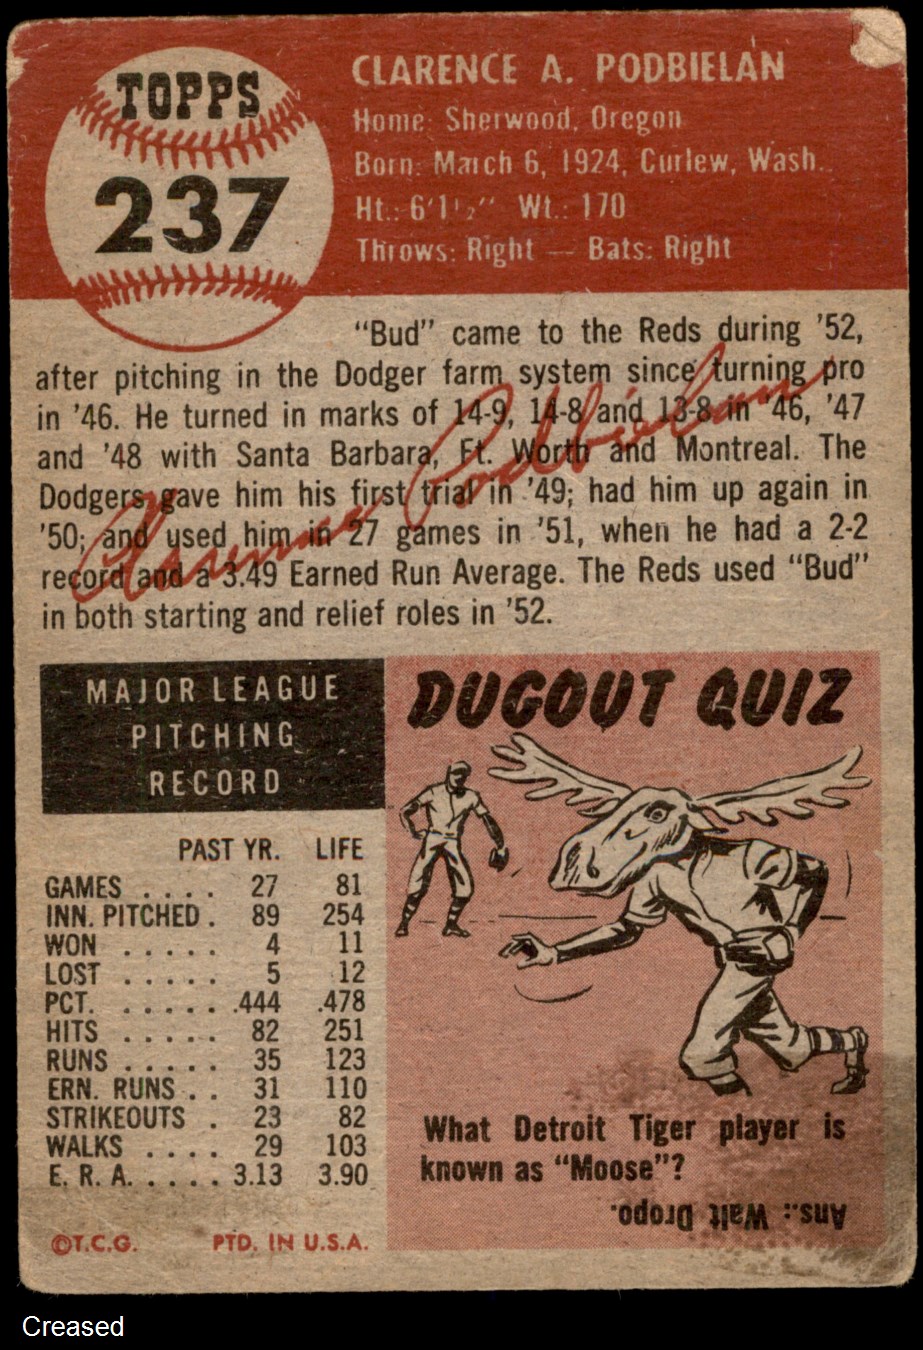 TOPPS
237
CLARENCE A. PODBIELAN
Home: Sherwood, Oregon
Born: March 6, 1924, Curlew, Wash.
Ht.: 6'1½" Wt.: 170
Throws: Right — Bats: Right
"Bud" came to the Reds during '52,
after pitching in the Dodger farm system since turning pro
in '46. He turned in marks of 14-9, 14-8 and 13-8 in '46, '47
and '48 with Santa Barbara, Ft. Worth and Montreal. The
Dodgers gave him his first trial in '49; had him up again in
'50; and used him in 27 games in '51, when he had a 2-2
record and a 3.49 Earned Run Average. The Reds used "Bud"
in both starting and relief roles in '52.
Clarence Podbielan
MAJOR LEAGUE
PITCHING
RECORD
PAST YR. LIFE
GAMES . . . . 27 81
INN. PITCHED . 89 254
WON . . . . . 4 11
LOST . . . . . 5 12
PCT. . . . . . .444 .478
HITS . . . . . 82 251
RUNS . . . . . 35 123
ERN. RUNS . . 31 110
STRIKEOUTS . 23 82
WALKS . . . . 29 103
E. R. A. . . . . 3.13 3.90
©T.C.G. PTD. IN U.S.A.
DUGOUT QUIZ
What Detroit Tiger player is
known as "Moose"?
Ans.: Walt Dropo.
Creased